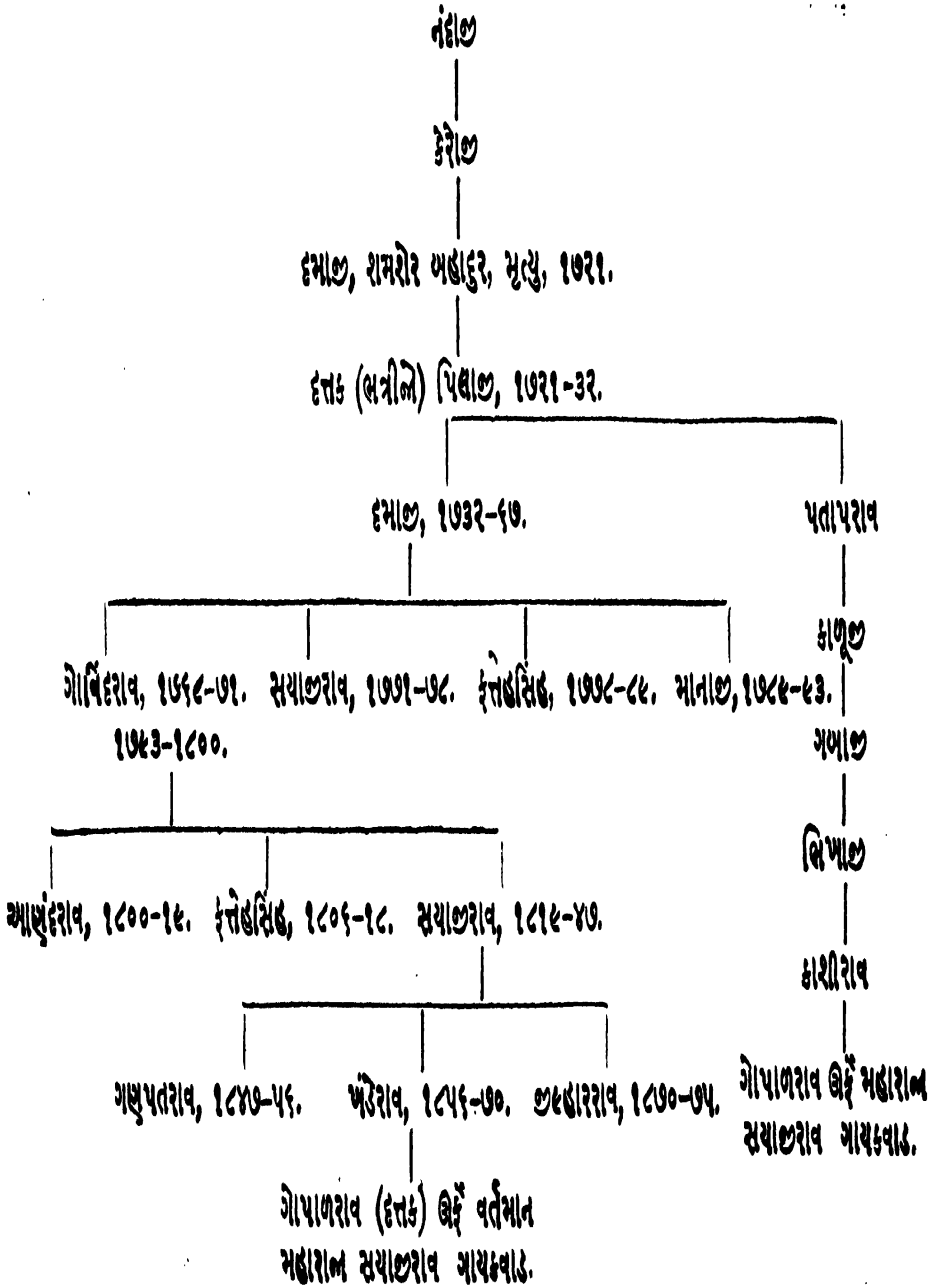 નંદાજી
કેરોજી
દમાજી, શમશેર બહાદુર, મૃત્યુ, ૧૭૨૧.
દત્તક (ભત્રીજો) પિલાજી, ૧૭૨૧-૩૨.
દમાજી, ૧૭૩૨-૬૭.
પતાપરાવ
કાળૂજી
ગોવિંદરાવ, ૧૭૬૮-૭૧. સયાજીરાવ, ૧૭૭૧-૭૮. ફત્તેહસિંહ, ૧૭૭૮-૮૯. માનાજી, ૧૭૮૯-૯૩.
૧૭૯૩-૧૮૦૦.
ગબાજી
ભિખાજી
આણંદરાવ, ૧૮૦૦-૧૯. ફત્તેહસિંહ, ૧૮૦૬-૧૮. સયાજીરાવ, ૧૮૧૯-૪૭.
કાશીરાવ
ગણપતરાવ, ૧૮૪૭-૫૬. ખંડેરાવ, ૧૮૫૬-૭૦. મલ્હારરાવ, ૧૮૭૦-૭૫.
ગોપાળરાવ ઊર્ફે મહારાજા
સયાજીરાવ ગાયકવાડ.
ગોપાળરાવ (દત્તક) ઊર્ફે વર્તમાન
મહારાજા સયાજીરાવ ગાયકવાડ.